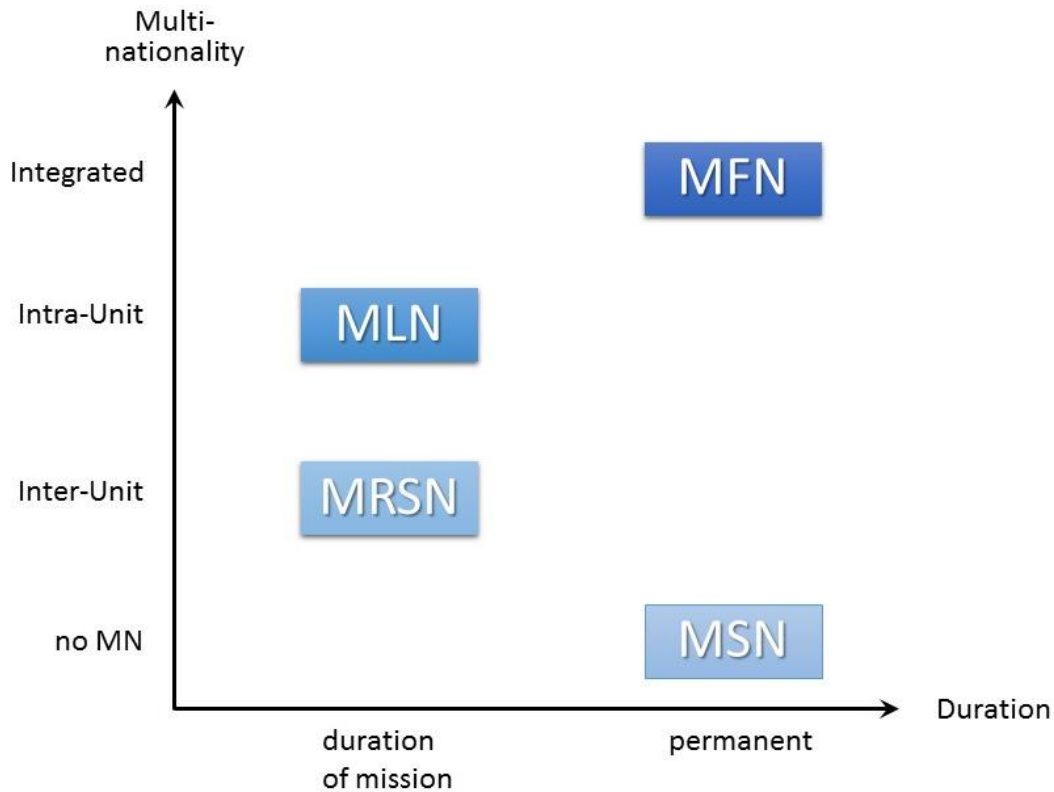 Multi-
nationality
Integrated
MFN
Intra-Unit
MLN
Inter-Unit
MRSN
no MN
MSN
Duration
duration
of mission
permanent